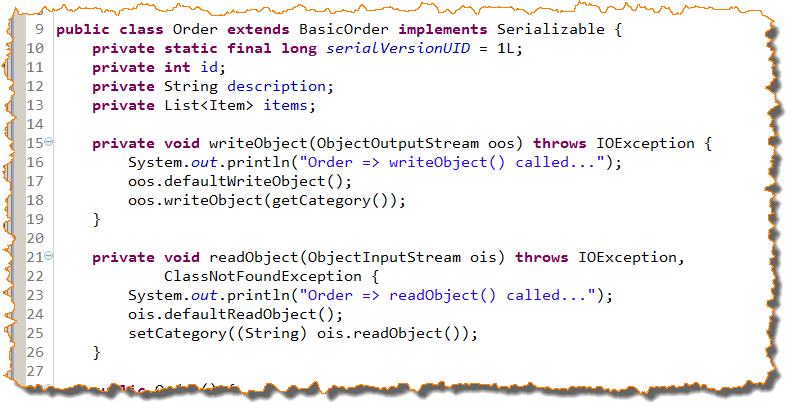 9 public class Order extends BasicOrder implements Serializable {
10     private static final long serialVersionUID = 1L;
11     private int id;
12     private String description;
13     private List<Item> items;
14
15     private void writeObject(ObjectOutputStream oos) throws IOException {
16         System.out.println("Order => writeObject() called...");
17         oos.defaultWriteObject();
18         oos.writeObject(getCategory());
19     }
20
21     private void readObject(ObjectInputStream ois) throws IOException,
22             ClassNotFoundException {
23         System.out.println("Order => readObject() called...");
24         ois.defaultReadObject();
25         setCategory((String) ois.readObject());
26     }
27